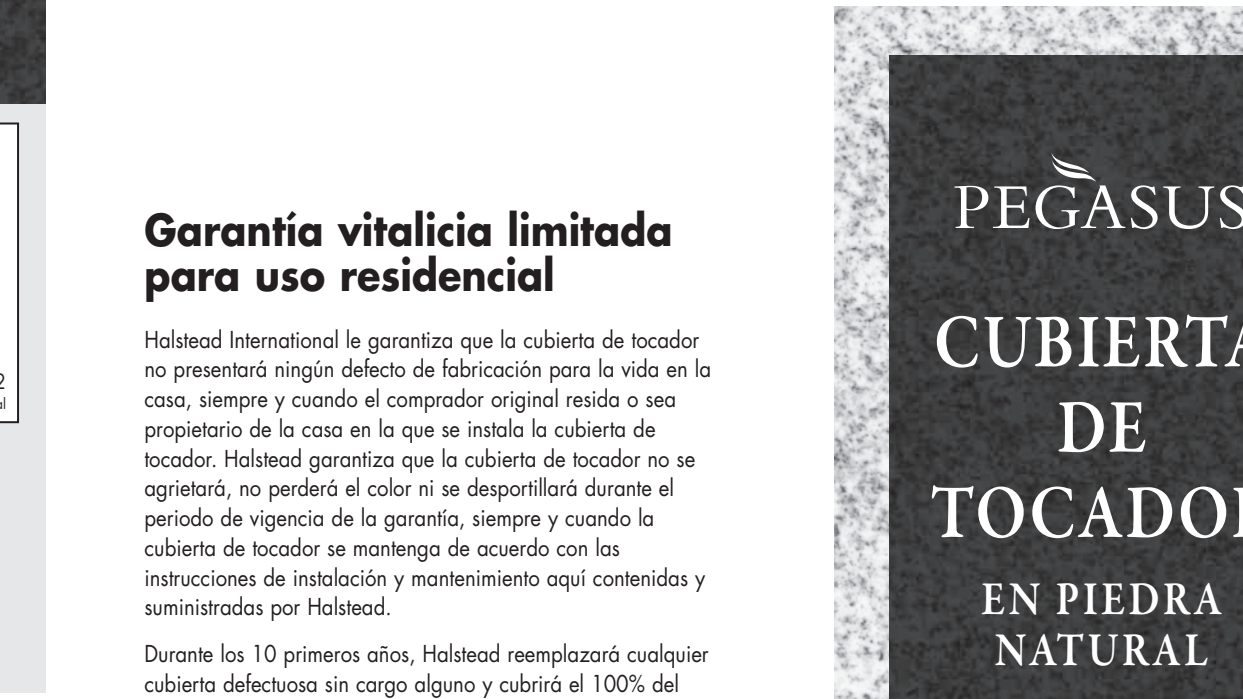 2
al
Garantía vitalicia limitada
para uso residencial
Halstead International le garantiza que la cubierta de tocador
no presentará ningún defecto de fabricación para la vida en la
casa, siempre y cuando el comprador original resida o sea
propietario de la casa en la que se instala la cubierta de
tocador. Halstead garantiza que la cubierta de tocador no se
agrietará, no perderá el color ni se desportillará durante el
periodo de vigencia de la garantía, siempre y cuando la
cubierta de tocador se mantenga de acuerdo con las
instrucciones de instalación y mantenimiento aquí contenidas y
suministradas por Halstead.
Durante los 10 primeros años, Halstead reemplazará cualquier
cubierta defectuosa sin cargo alguno y cubrirá el 100% del
PEGASUS
CUBIERTA
DE
TOCADOR
EN PIEDRA
NATURAL